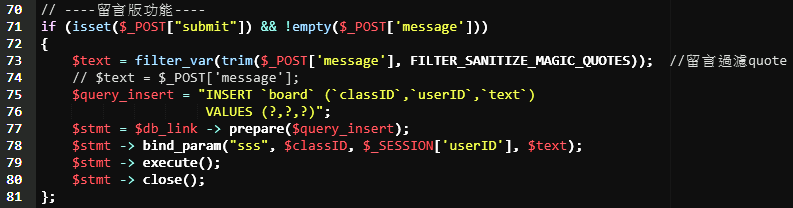 70 // ----留言版功能----
71 if (isset($_POST["submit"]) && !empty($_POST['message']))
72 {
73 $text = filter_var(trim($_POST['message'], FILTER_SANITIZE_MAGIC_QUOTES)); //留言過濾quote
74 // $text = $_POST['message'];
75 $query_insert = "INSERT `board` (`classID`,`userID`,`text`)
76 VALUES (?,?,?)";
77 $stmt = $db_link -> prepare($query_insert);
78 $stmt -> bind_param("sss", $classID, $_SESSION['userID'], $text);
79 $stmt -> execute();
80 $stmt -> close();
81 };